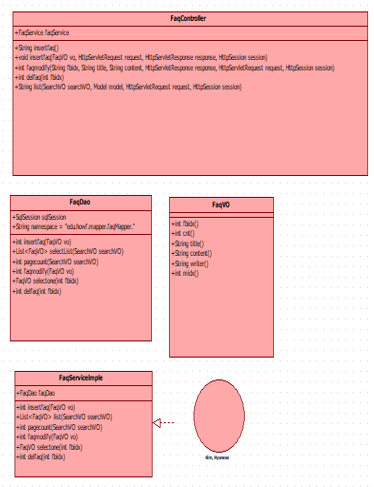 FaqController
+FaqService faqService
+String insertfaq()
+void insertfaq(FaqVO vo, HttpServletRequest request, HttpServletResponse response, HttpSession session)
+int faqmodify(String fbidx, String title, String content, HttpServletResponse response, HttpServletRequest request, HttpSession session)
+int delfaq(int fbidx)
+String list(SearchVO searchVO, Model model, HttpServletRequest request, HttpSession session)
FaqDao
+SqlSession sqlSession
+String namespace = "edu.howf.mapper.faqMapper."
+int insertfaq(FaqVO vo)
+List<FaqVO> selectList(SearchVO searchVO)
+int pagecount(SearchVO searchVO)
+int faqmodify(FaqVO vo)
+FaqVO selectone(int fbidx)
+int delfaq(int fbidx)
FaqVO
+int fbidx()
+int cnt()
+String title()
+String content()
+String writer()
+int midx()
FaqServiceImple
+FaqDao faqDao
+int insertfaq(FaqVO vo)
+List<FaqVO> list(SearchVO searchVO)
+int pagecount(SearchVO searchVO)
+int faqmodify(FaqVO vo)
+FaqVO selectone(int fbidx)
+int delfaq(int fbidx)